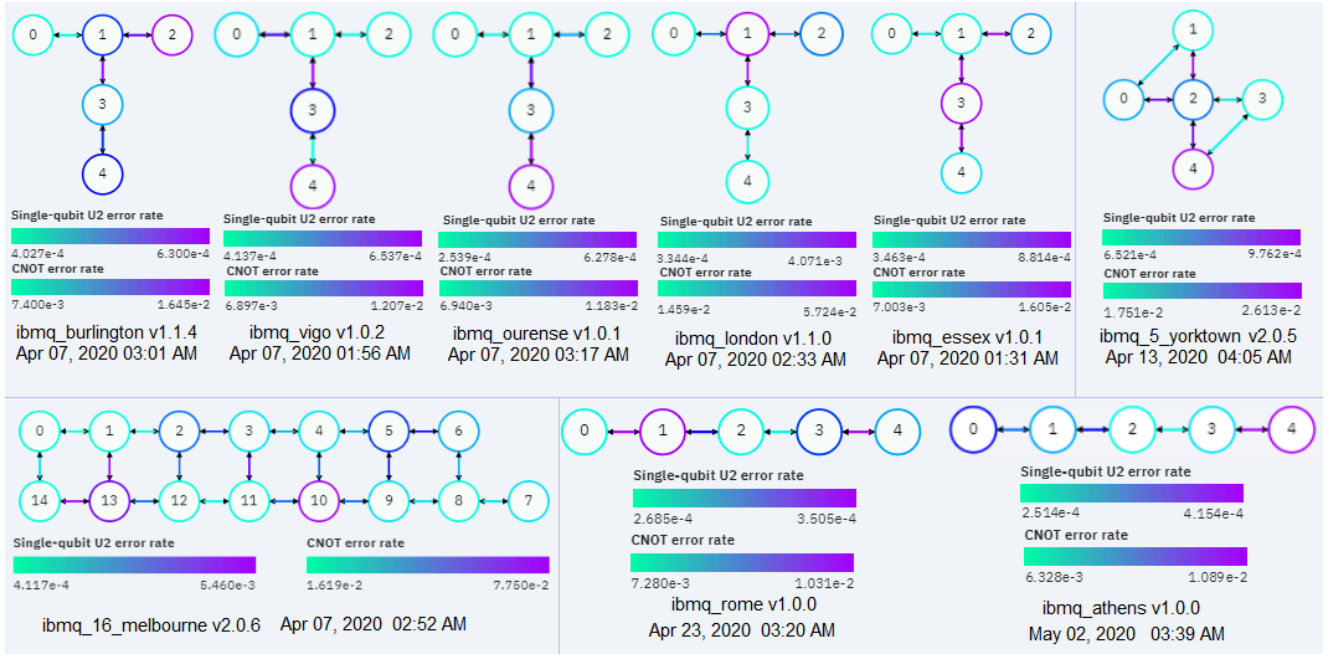 0 1 2
3
4
Single-qubit U2 error rate
4.027e-4 6.300e-4
CNOT error rate
7.400e-3 1.645e-2
ibmq_burlington v1.1.4
Apr 07, 2020 03:01 AM
0 1 2
3
4
Single-qubit U2 error rate
4.137e-4 6.537e-4
CNOT error rate
6.897e-3 1.207e-2
ibmq_vigo v1.0.2
Apr 07, 2020 01:56 AM
0 1 2
3
4
Single-qubit U2 error rate
2.539e-4 6.278e-4
CNOT error rate
6.940e-3 1.183e-2
ibmq_ourense v1.0.1
Apr 07, 2020 03:17 AM
0 1 2
3
4
Single-qubit U2 error rate
3.344e-4 4.071e-3
CNOT error rate
1.459e-2 5.724e-2
ibmq_london v1.1.0
Apr 07, 2020 02:33 AM
0 1 2
3
4
Single-qubit U2 error rate
3.463e-4 8.814e-4
CNOT error rate
7.003e-3 1.605e-2
ibmq_essex v1.0.1
Apr 07, 2020 01:31 AM
1
0 2 3
4
Single-qubit U2 error rate
6.521e-4 9.762e-4
CNOT error rate
1.751e-2 2.613e-2
ibmq_5_yorktown v2.0.5
Apr 13, 2020 04:05 AM
0 1 2 3 4 5 6
14 13 12 11 10 9 8 7
Single-qubit U2 error rate
4.117e-4 5.460e-3
CNOT error rate
1.619e-2 7.750e-2
ibmq_16_melbourne v2.0.6 Apr 07, 2020 02:52 AM
0 1 2 3 4
Single-qubit U2 error rate
2.685e-4 3.505e-4
CNOT error rate
7.280e-3 1.031e-2
ibmq_rome v1.0.0
Apr 23, 2020 03:20 AM
0 1 2 3 4
Single-qubit U2 error rate
2.514e-4 4.154e-4
CNOT error rate
6.328e-3 1.089e-2
ibmq_athens v1.0.0
May 02, 2020 03:39 AM